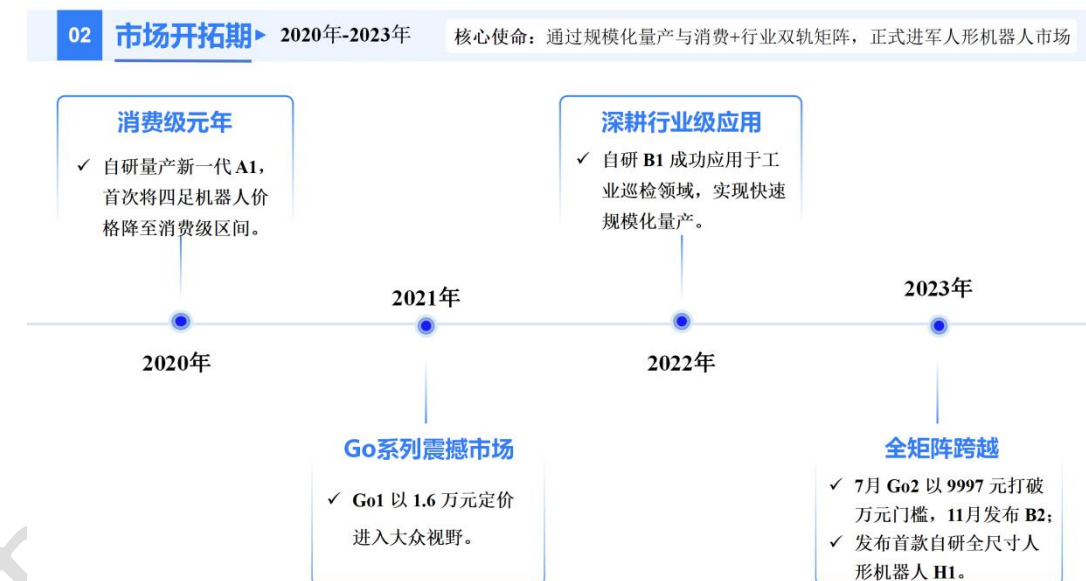 02 市场开拓期 2020年-2023年 核心使命：通过规模化量产与消费+行业双轨矩阵，正式进军人形机器人市场
消费级元年
✓ 自研量产新一代 A1，
首次将四足机器人价
格降至消费级区间。
2020年
2021年
Go系列震撼市场
✓ Go1 以 1.6 万元定价
进入大众视野。
深耕行业级应用
✓ 自研 B1 成功应用于工
业巡检领域，实现快速
规模化量产。
2022年
2023年
全矩阵跨越
✓ 7月 Go2 以 9997 元打破
万元门槛，11月发布 B2；
✓ 发布首款自研全尺寸人
形机器人 H1。